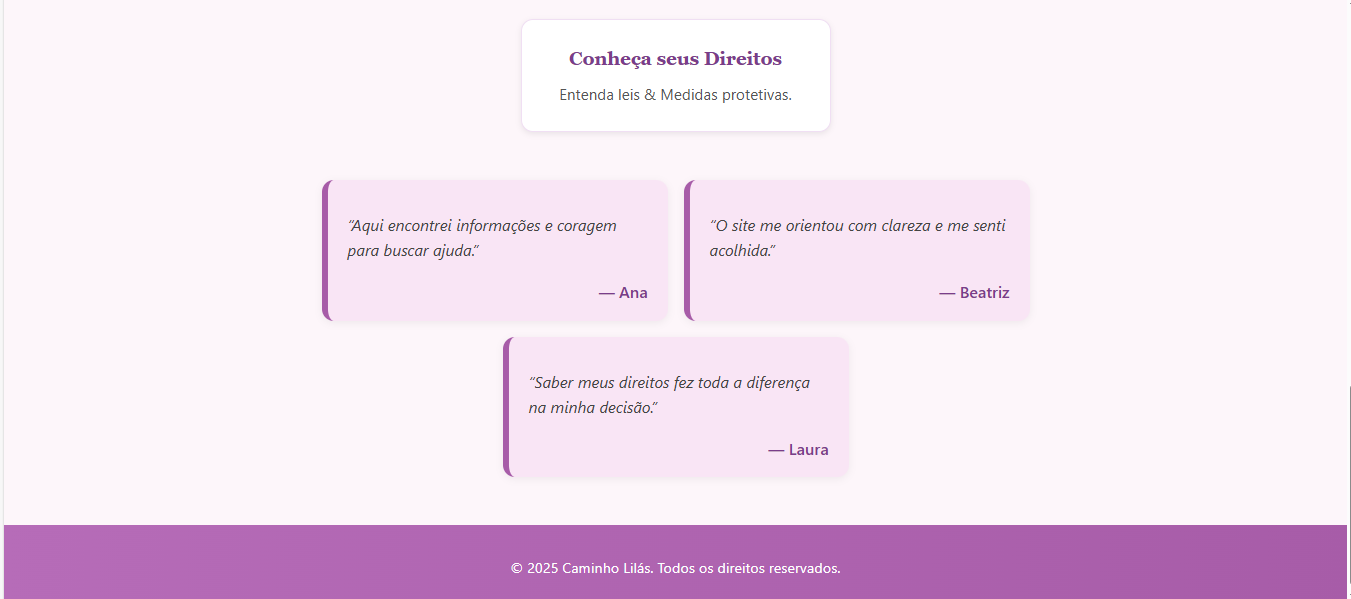 Conheça seus Direitos
Entenda leis & Medidas protetivas.
“Aqui encontrei informações e coragem
para buscar ajuda.”
— Ana
“O site me orientou com clareza e me senti
acolhida.”
— Beatriz
“Saber meus direitos fez toda a diferença
na minha decisão.”
— Laura
© 2025 Caminho Lilás. Todos os direitos reservados.